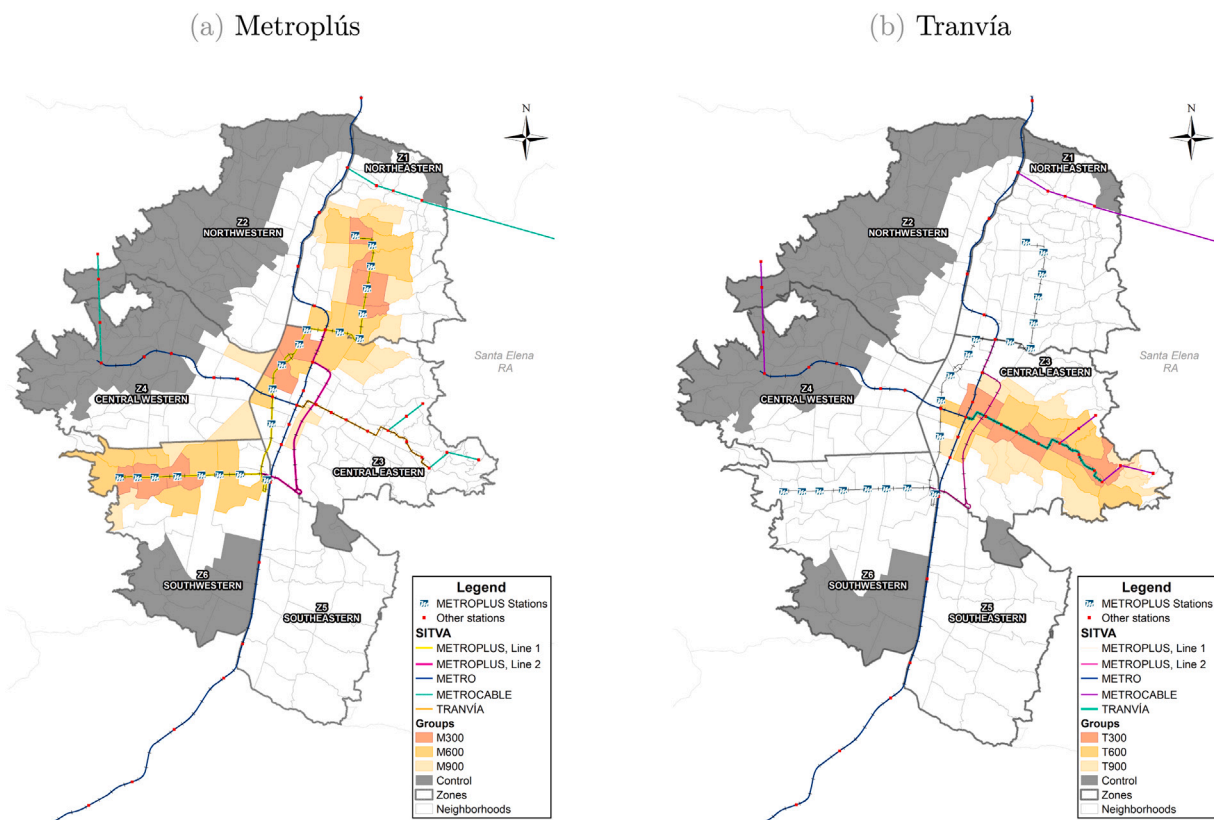 (a) Metroplús
N
Z1
NORTHEASTERN
Z2
NORTHWESTERN
Santa Elena
RA
Z4
CENTRAL WESTERN
Z3
CENTRAL EASTERN
Z6
SOUTHWESTERN
Z5
SOUTHEASTERN
Legend
METROPLUS Stations
Other stations
SITVA
METROPLUS, Line 1
METROPLUS, Line 2
METRO
METROCABLE
TRANVÍA
Groups
M300
M600
M900
Control
Zones
Neighborhoods
(b) Tranvía
N
Z1
NORTHEASTERN
Z2
NORTHWESTERN
Z3
CENTRAL EASTERN
Santa Elena
RA
Z4
CENTRAL WESTERN
Z6
SOUTHWESTERN
Z5
SOUTHEASTERN
Legend
METROPLUS Stations
Other stations
SITVA
METROPLUS, Line 1
METROPLUS, Line 2
METRO
METROCABLE
TRANVÍA
Groups
T300
T600
T900
Control
Zones
Neighborhoods